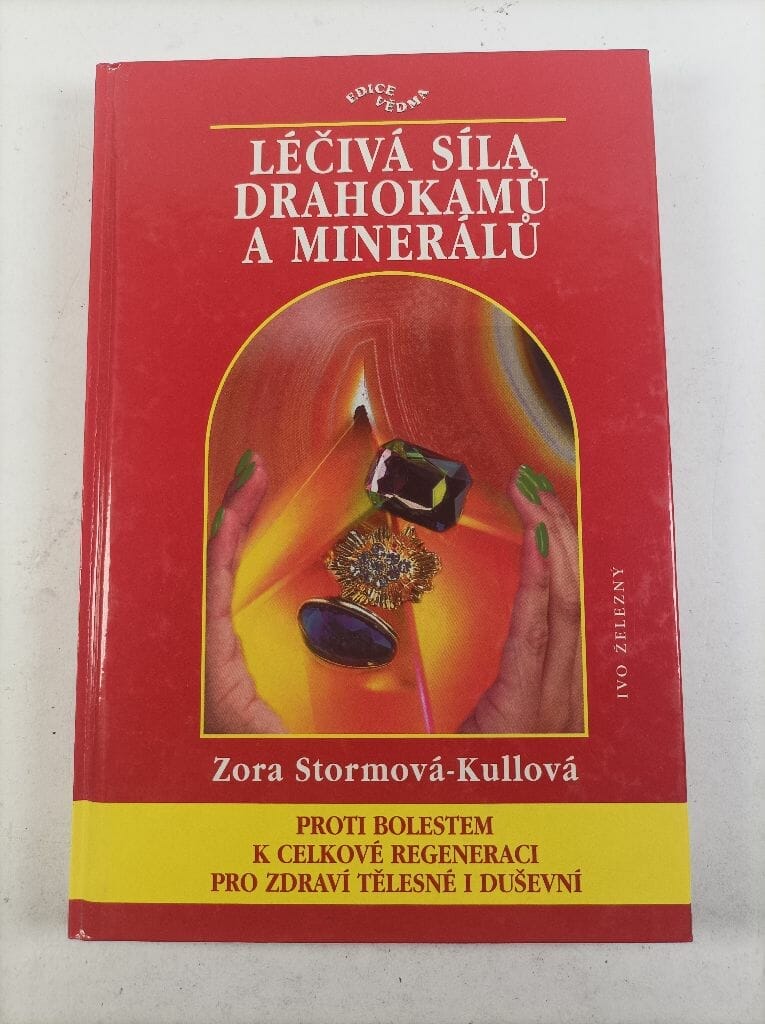 EDICE
VĚDMA
LÉČIVÁ SÍLA
DRAHOKAMŮ
A MINERÁLŮ
IVO ŽELEZNÝ
Zora Stormová-Kullová
PROTI BOLESTEM
K CELKOVÉ REGENERACI
PRO ZDRAVÍ TĚLESNÉ I DUŠEVNÍ